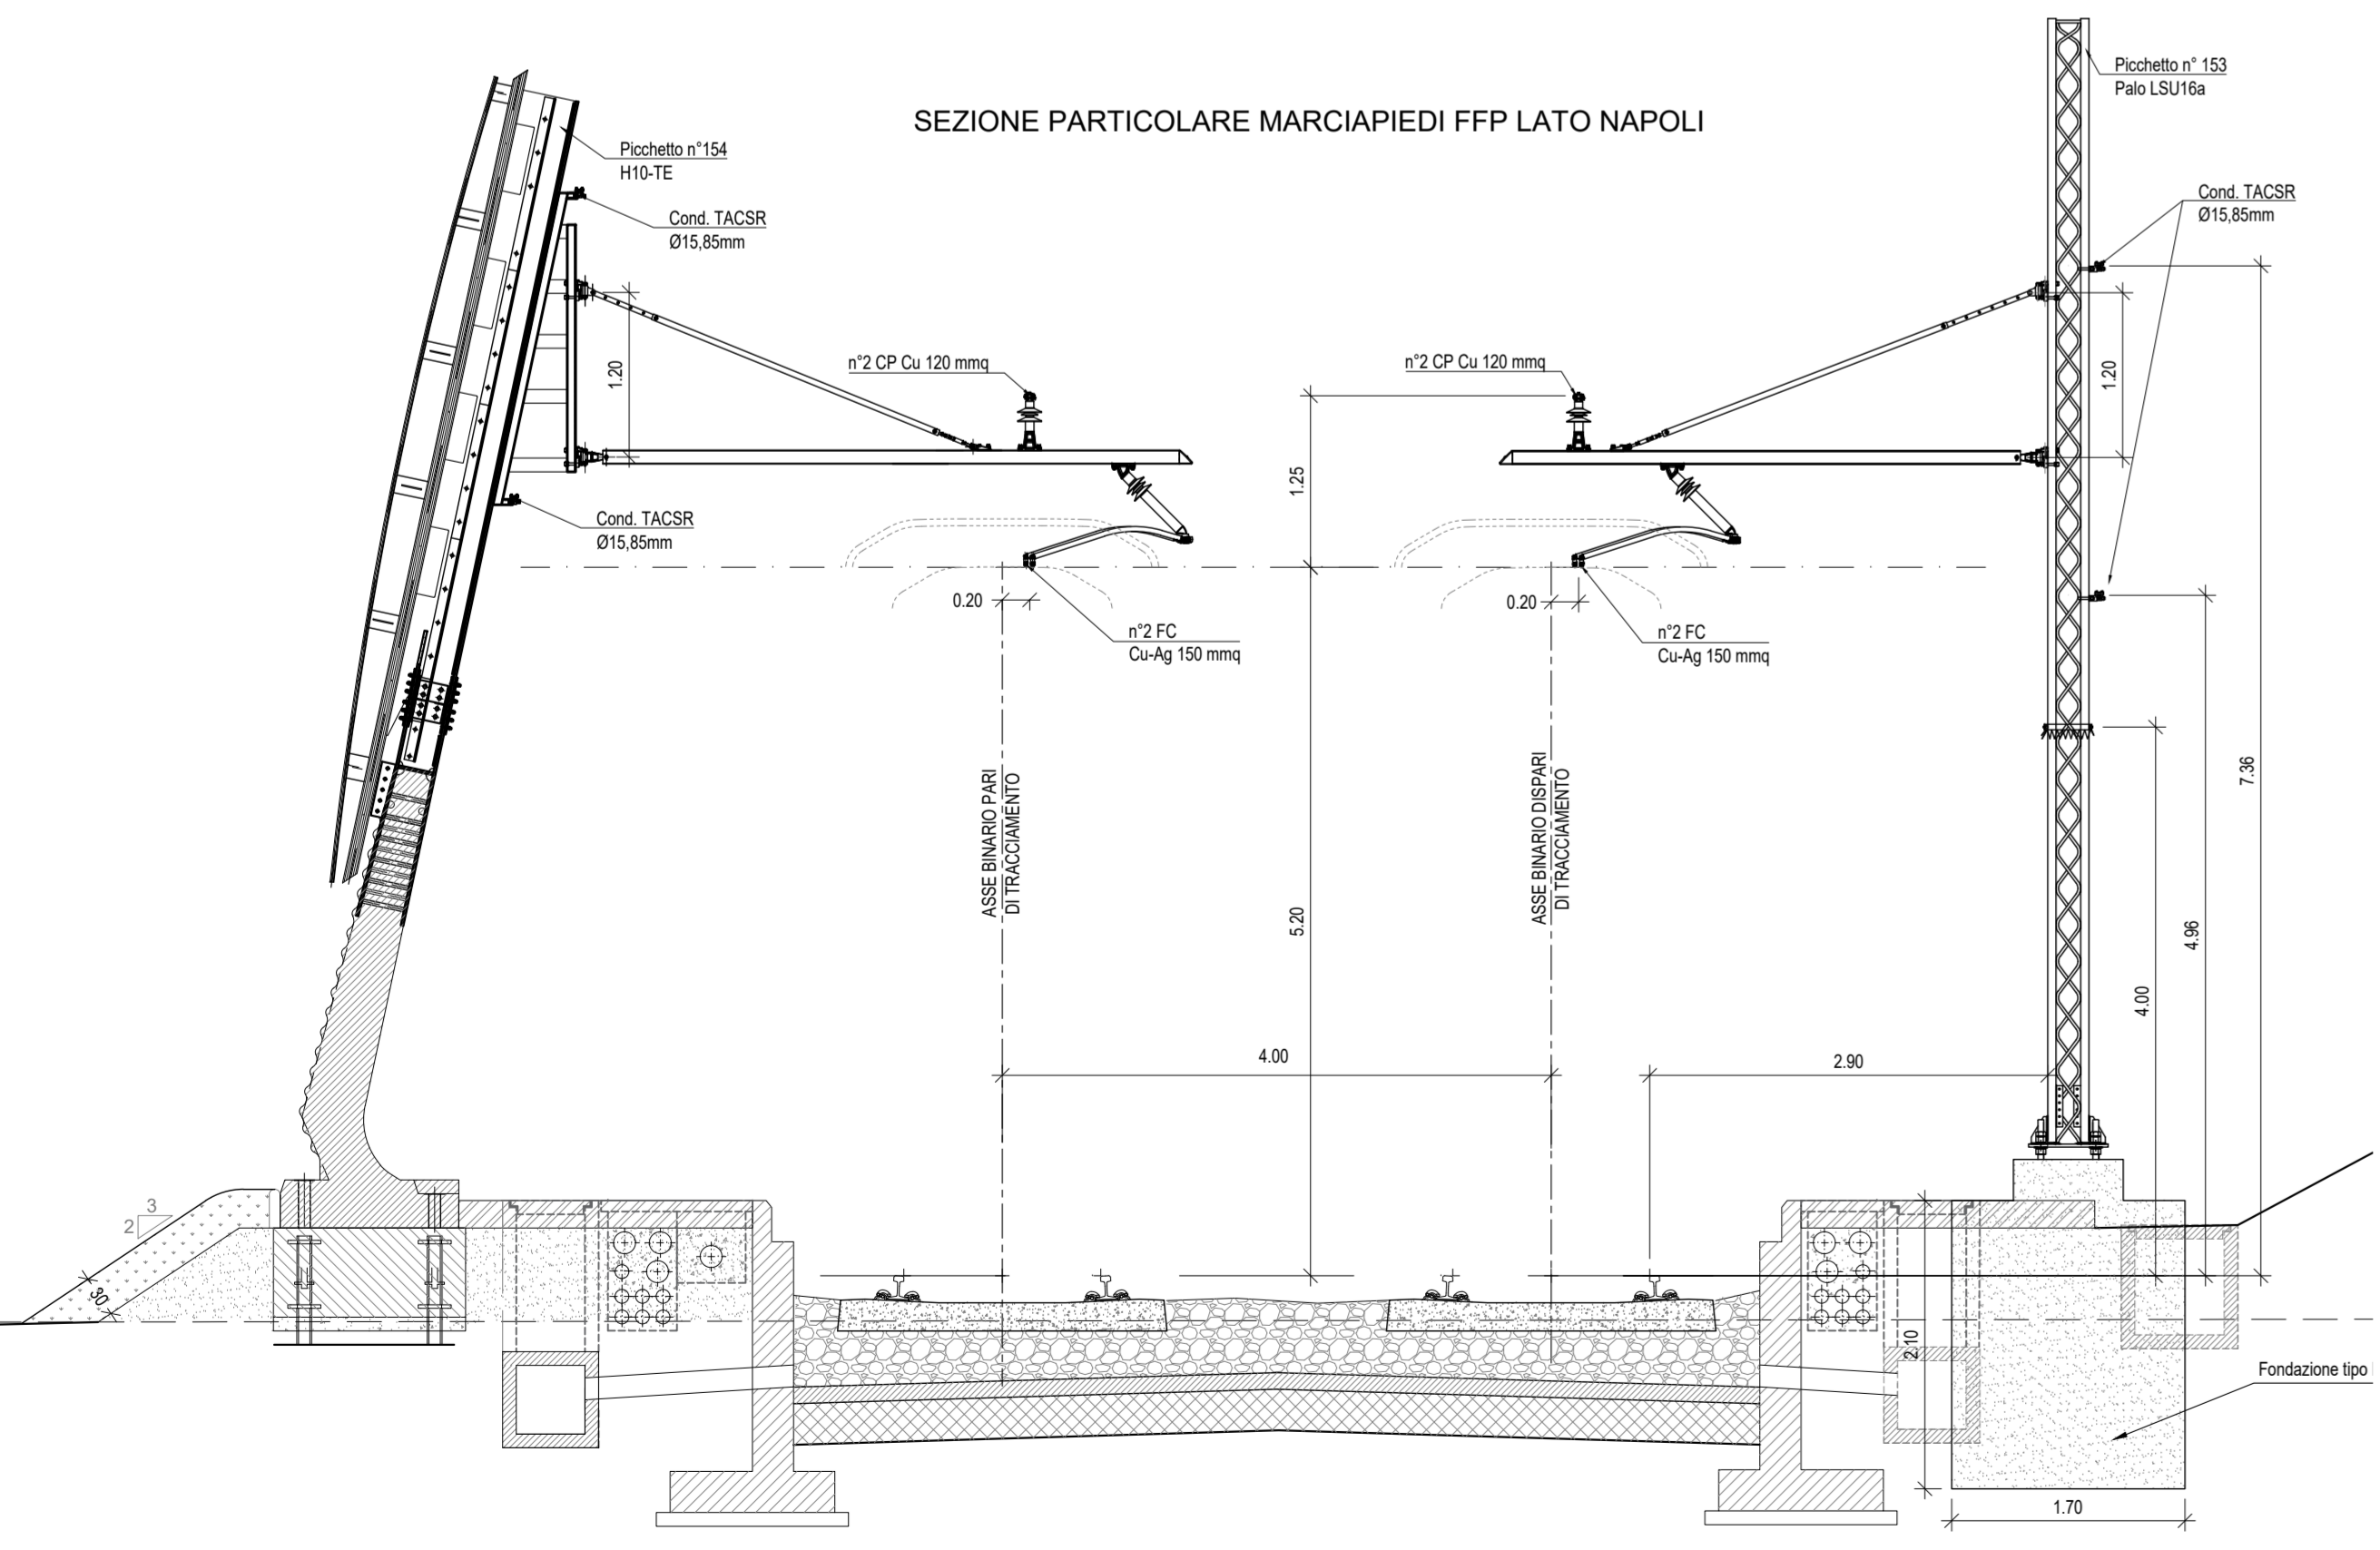 SEZIONE PARTICOLARE MARCIAPIEDI FFP LATO NAPOLI
Picchetto n° 153
Palo LSU16a
Picchetto n°154
H10-TE
Cond. TACSR
Ø15,85mm
Cond. TACSR
Ø15,85mm
n°2 CP Cu 120 mmq
n°2 CP Cu 120 mmq
1.20
1.20
1.25
Cond. TACSR
Ø15,85mm
0.20
0.20
n°2 FC
Cu-Ag 150 mmq
n°2 FC
Cu-Ag 150 mmq
ASSE BINARIO PARI
DI TRACCIAMENTO
ASSE BINARIO DISPARI
DI TRACCIAMENTO
7.36
5.20
4.96
4.00
4.00
2.90
3
2
30
2.10
Fondazione tipo
1.70